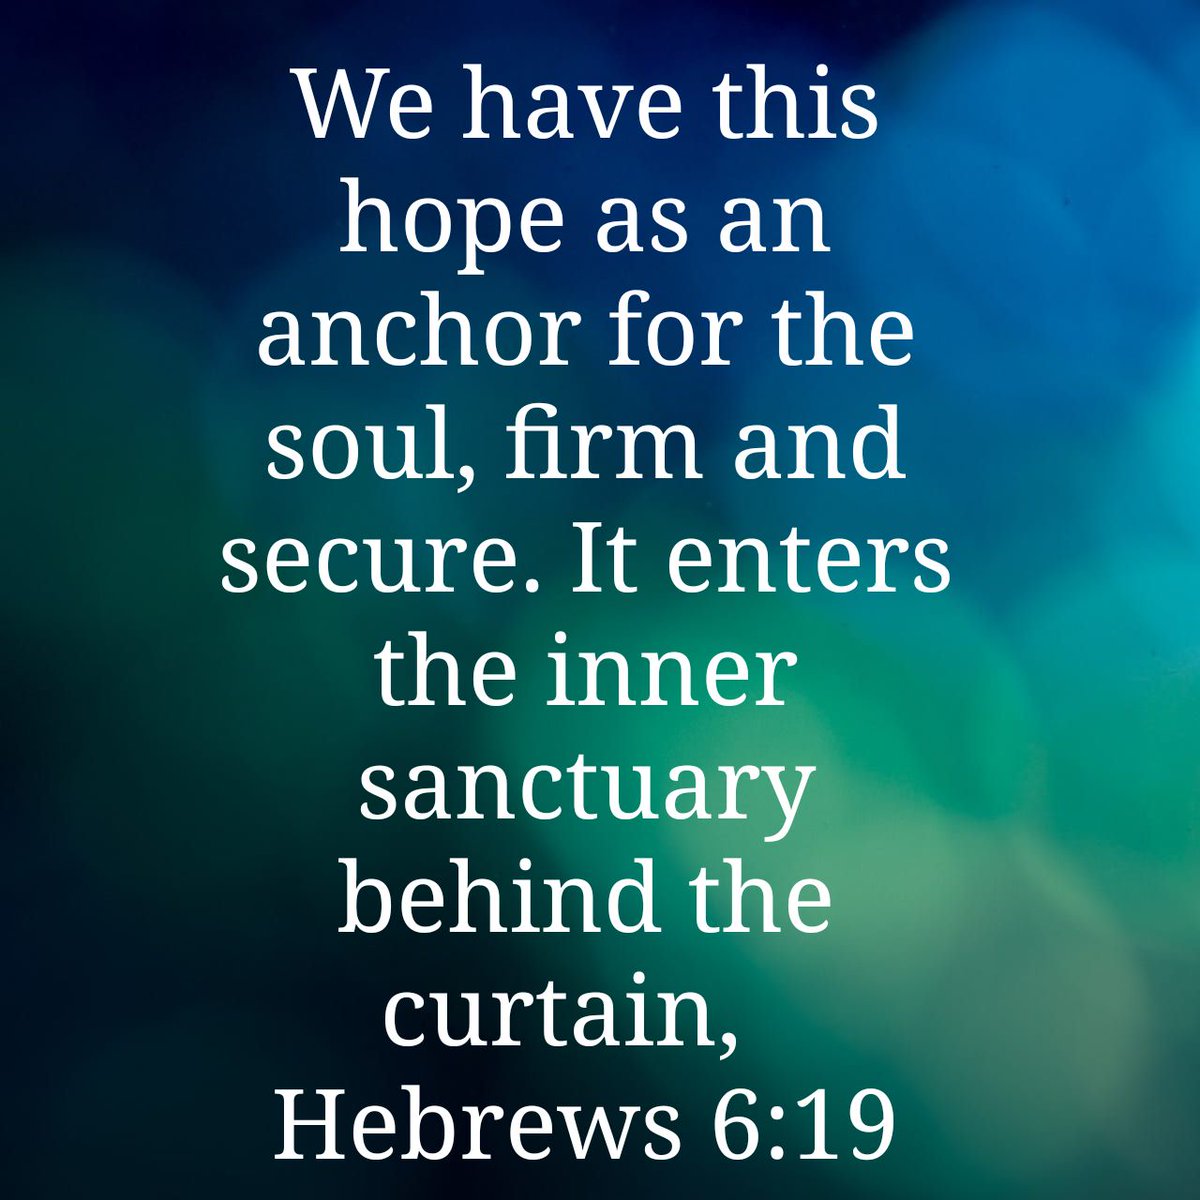 We have this
hope as an
anchor for the
soul, firm and
secure. It enters
the inner
sanctuary
behind the
curtain,
Hebrews 6:19